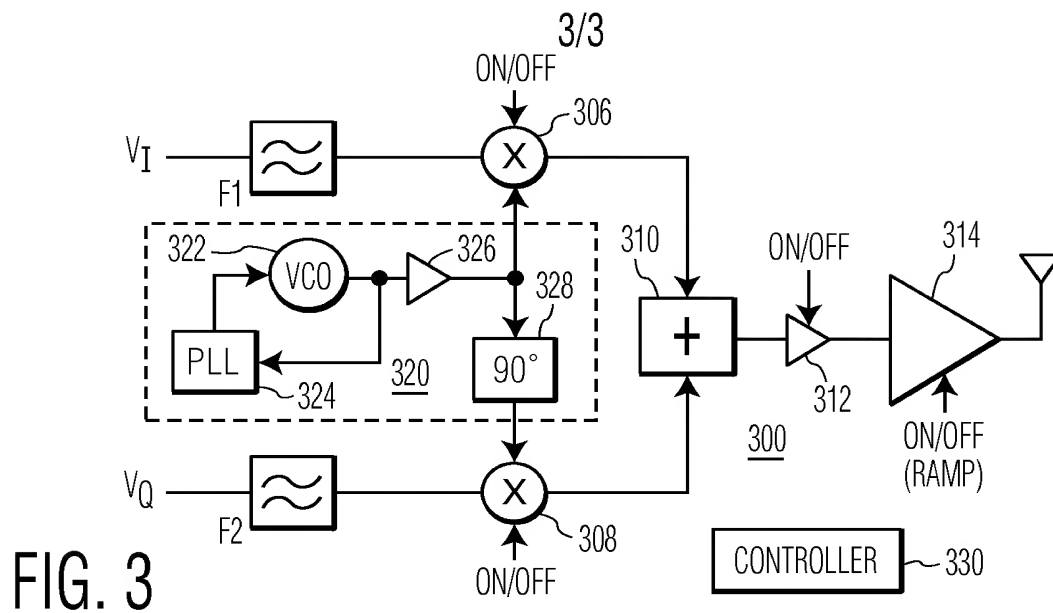 3/3
ON/OFF
306
V_I
X
F1
322
VCO
326
310
ON/OFF
314
328
PLL
324
320
90°
+
312
300
ON/OFF
(RAMP)
V_Q
X
F2
308
ON/OFF
CONTROLLER
330
FIG. 3